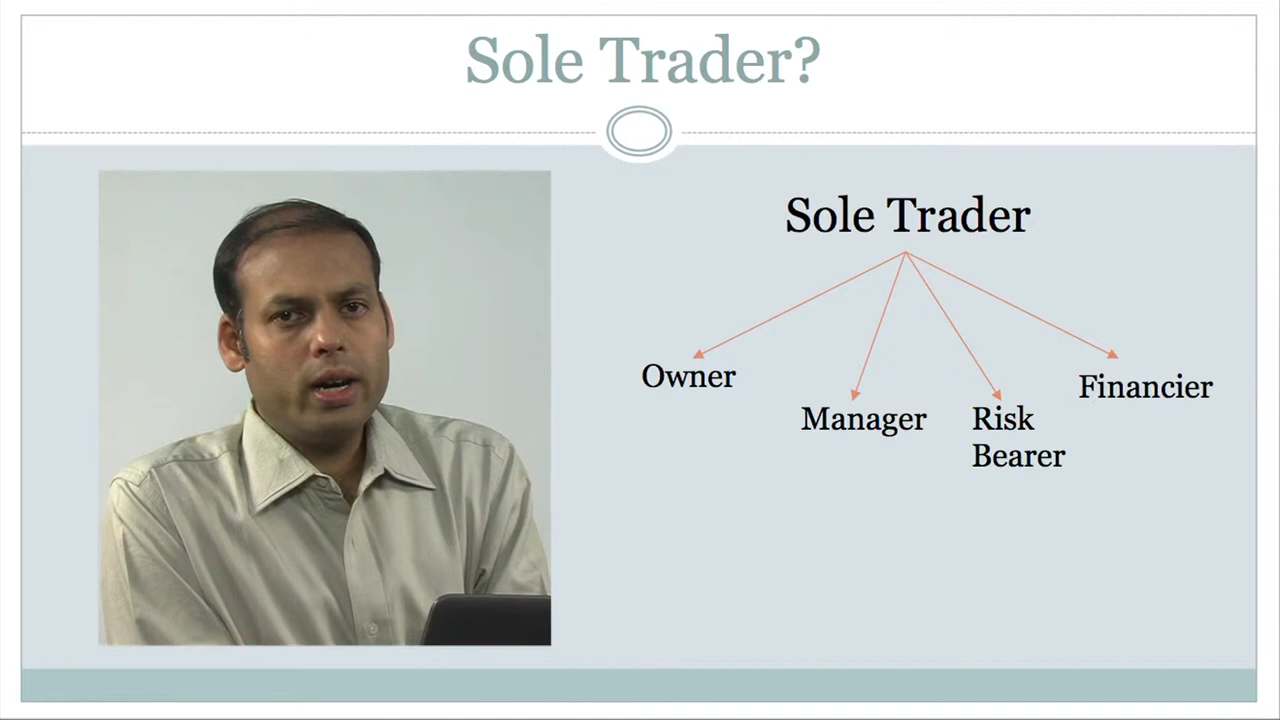 Sole Trader?
Sole Trader
Owner
Manager
Risk
Bearer
Financier